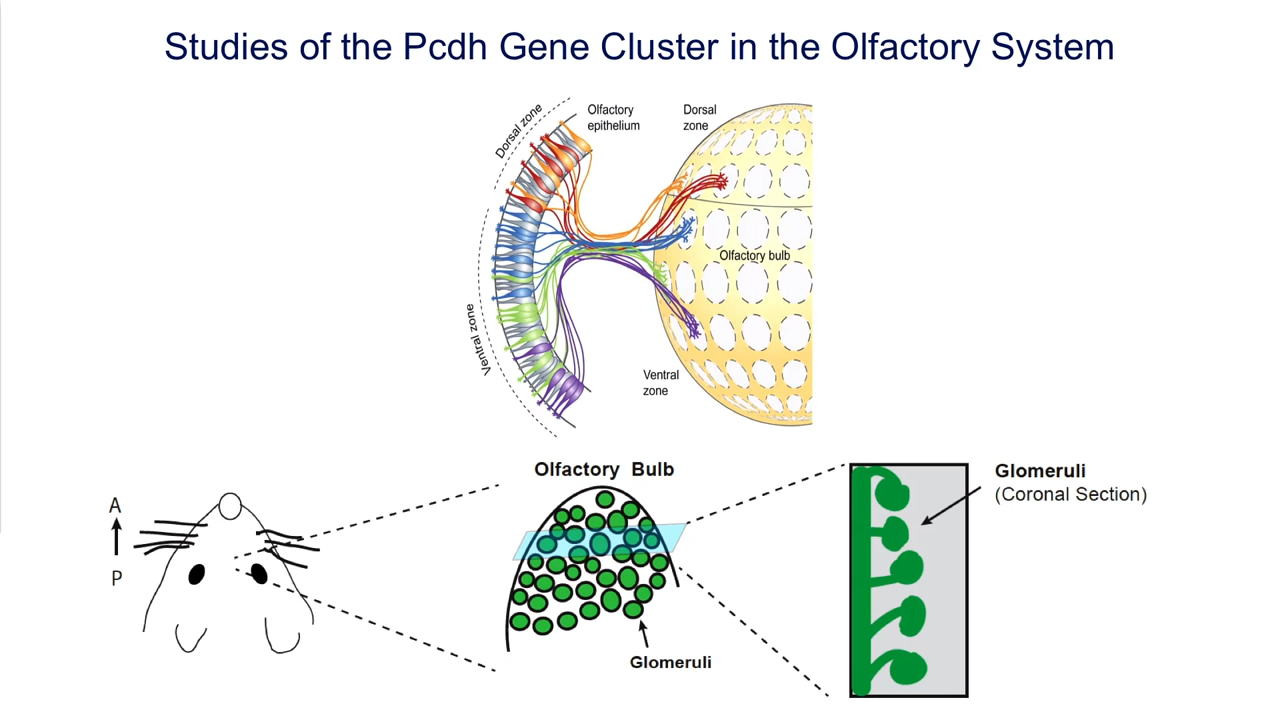 Studies of the Pcdh Gene Cluster in the Olfactory System
Dorsal zone
Olfactory
epithelium
Dorsal
zone
Olfactory bulb
Ventral zone
Ventral
zone
Olfactory Bulb
Glomeruli
(Coronal Section)
A
P
Glomeruli